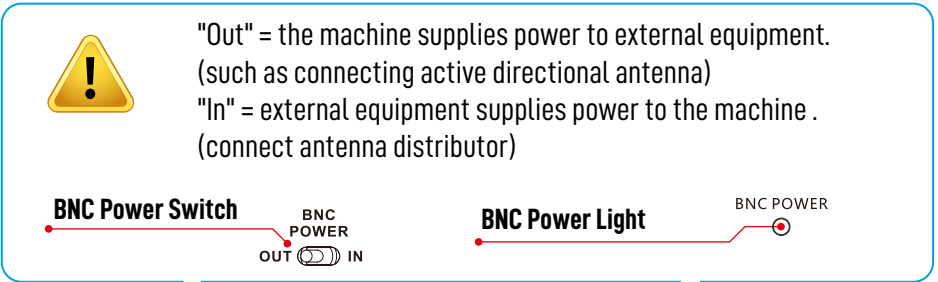 "Out" = the machine supplies power to external equipment.
(such as connecting active directional antenna)
"In" = external equipment supplies power to the machine .
(connect antenna distributor)
BNC Power Switch
BNC
POWER
OUT IN
BNC Power Light
BNC POWER